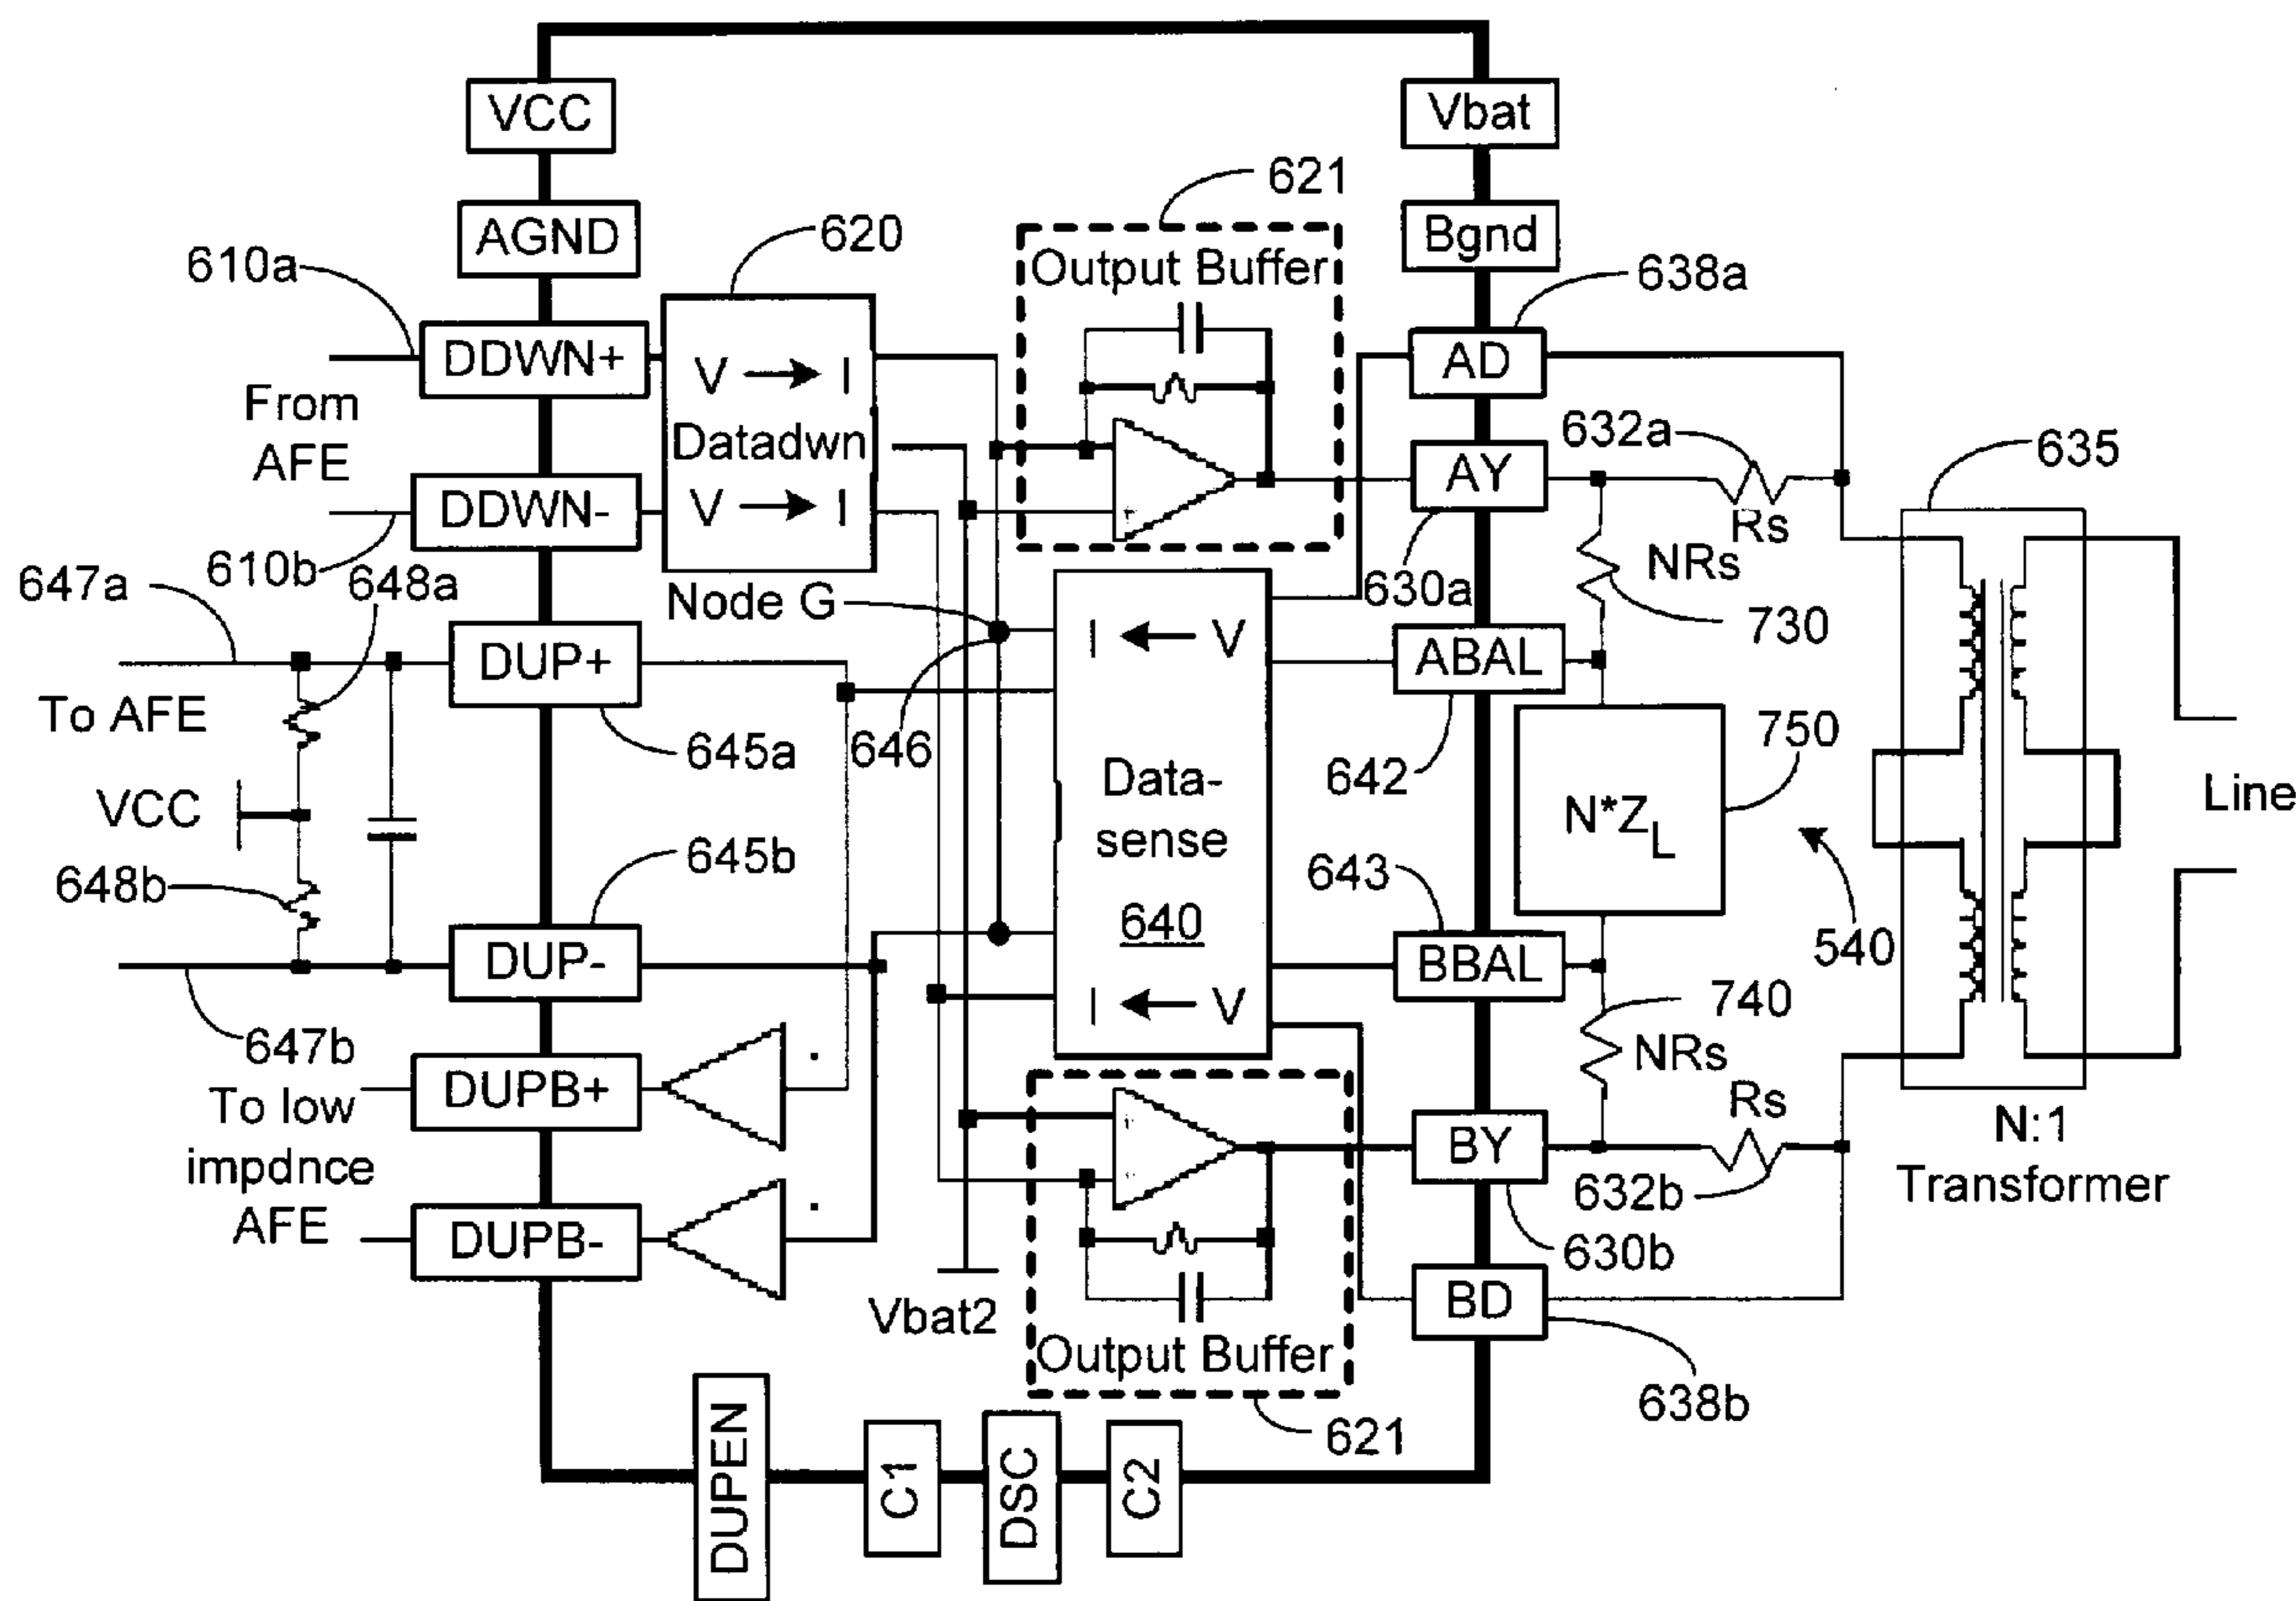 VCC
Vbat
621
AGND
620
Bgnd
610a
Output Buffer
638a
DDWN+
V → I
AD
From
AFE
Datadwn
632a
635
AY
DDWN-
V → I
Rs
647a
610b
648a
Node G
630a
NRs
I ← V
730
DUP+
ABAL
To AFE
645a
646
750
Data-
sense
642
VCC
N*ZL
Line
645b
643
648b
640
540
DUP-
BBAL
I ← V
740
647b
NRs
DUPB+
To low
impdnce
AFE
Rs
BY
N:1
Transformer
632b
DUPB-
630b
Vbat2
BD
Output Buffer
638b
621
DUPEN
C1
DSC
C2